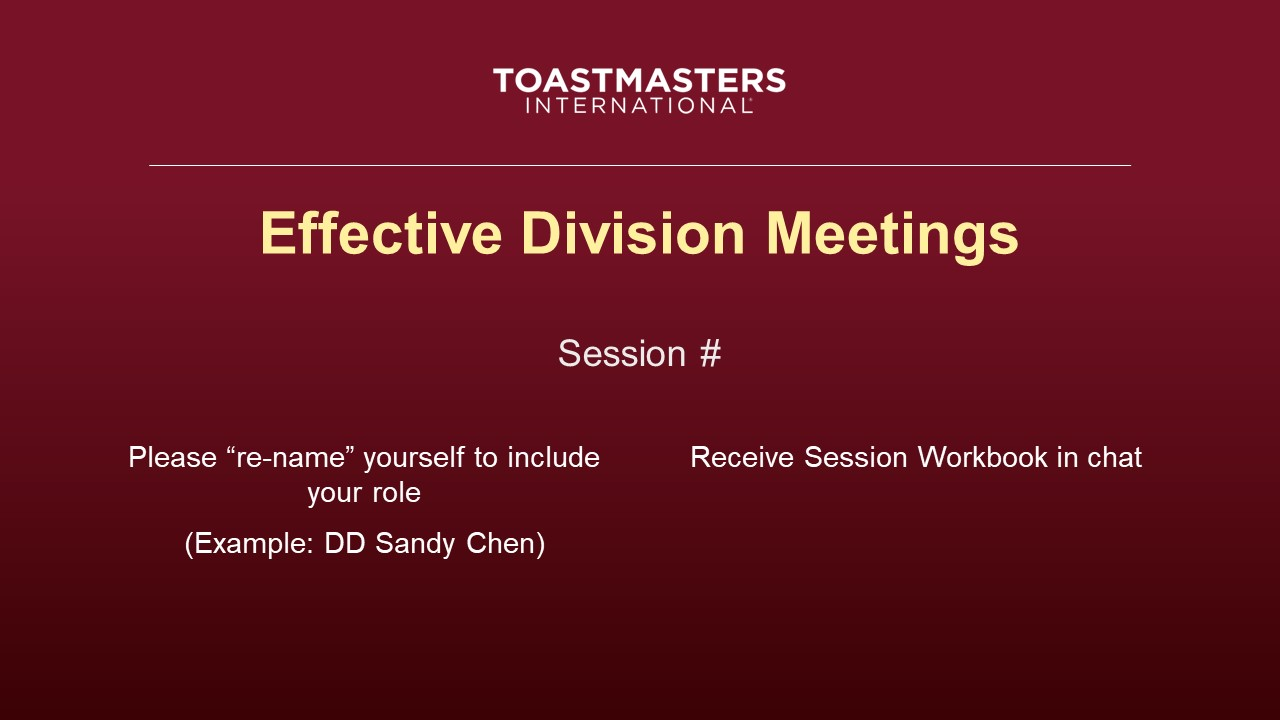 TOASTMASTERS
INTERNATIONAL
Effective Division Meetings
Session #
Please “re-name” yourself to include
your role
(Example: DD Sandy Chen)
Receive Session Workbook in chat